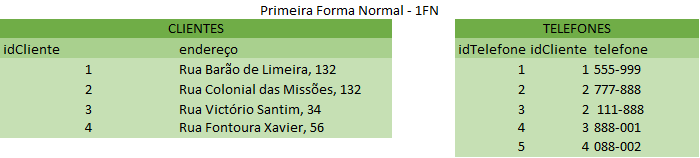 Primeira Forma Normal - 1FN
CLIENTES
idCliente endereço
1 Rua Barão de Limeira, 132
2 Rua Colonial das Missões, 132
3 Rua Victório Santim, 34
4 Rua Fontoura Xavier, 56
TELEFONES
idTelefone idCliente telefone
1 1 555-999
2 2 777-888
3 2 111-888
4 3 888-001
5 4 088-002